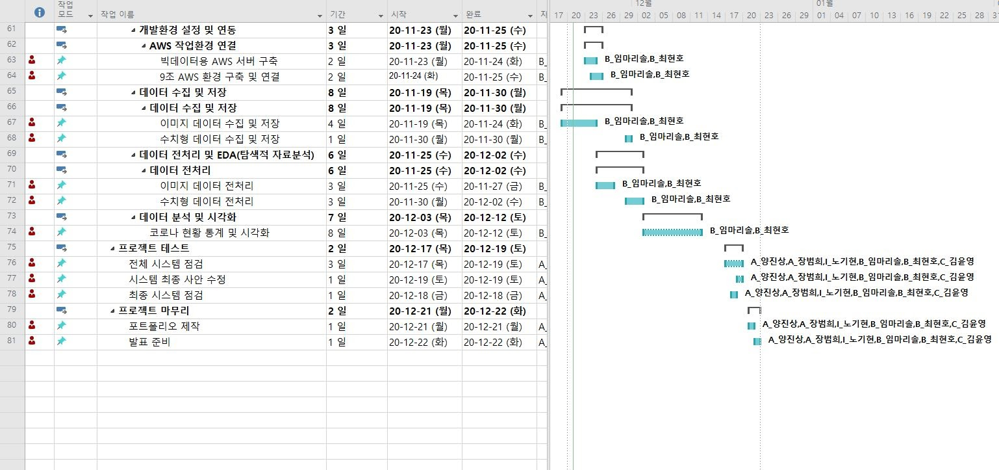 작업 모드 작업 이름 기간 시작 완료 12월 01월
17 20 23 26 29 02 05 08 11 14 17 20 23 26 29 01 04 07 10 13 16 19 22 25 28
61 개발환경 설정 및 연동 3 일 20-11-23 (월) 20-11-25 (수)
62 AWS 작업환경 연결 3 일 20-11-23 (월) 20-11-25 (수)
63 빅데이터용 AWS 서버 구축 2 일 20-11-23 (월) 20-11-24 (화) B_ B_임마리솔,B_최현호
64 9조 AWS 환경 구축 및 연결 2 일 20-11-24 (화) 20-11-25 (수) B_ B_임마리솔,B_최현호
65 데이터 수집 및 저장 8 일 20-11-19 (목) 20-11-30 (월)
66 데이터 수집 및 저장 8 일 20-11-19 (목) 20-11-30 (월)
67 이미지 데이터 수집 및 저장 4 일 20-11-19 (목) 20-11-24 (화) B_ B_임마리솔,B_최현호
68 수치형 데이터 수집 및 저장 1 일 20-11-30 (월) 20-11-30 (월) B_ B_임마리솔,B_최현호
69 데이터 전처리 및 EDA(탐색적 자료분석) 6 일 20-11-25 (수) 20-12-02 (수)
70 데이터 전처리 6 일 20-11-25 (수) 20-12-02 (수)
71 이미지 데이터 전처리 3 일 20-11-25 (수) 20-11-27 (금) B_ B_임마리솔,B_최현호
72 수치형 데이터 전처리 3 일 20-11-30 (월) 20-12-02 (수) B_ B_임마리솔,B_최현호
73 데이터 분석 및 시각화 7 일 20-12-03 (목) 20-12-12 (토)
74 코로나 현황 통계 및 시각화 8 일 20-12-03 (목) 20-12-12 (토) B_ B_임마리솔,B_최현호
75 프로젝트 테스트 2 일 20-12-17 (목) 20-12-19 (토)
76 전체 시스템 점검 3 일 20-12-17 (목) 20-12-19 (토) A_ A_양진상,A_장범희,I_노기현,B_임마리솔,B_최현호,C_김윤영
77 시스템 최종 사안 수정 1 일 20-12-19 (토) 20-12-19 (토) A_ A_양진상,A_장범희,I_노기현,B_임마리솔,B_최현호,C_김윤영
78 최종 시스템 점검 1 일 20-12-18 (금) 20-12-18 (금) A_ A_양진상,A_장범희,I_노기현,B_임마리솔,B_최현호,C_김윤영
79 프로젝트 마무리 2 일 20-12-21 (월) 20-12-22 (화)
80 포트폴리오 제작 1 일 20-12-21 (월) 20-12-21 (월) A_ A_양진상,A_장범희,I_노기현,B_임마리솔,B_최현호,C_김윤영
81 발표 준비 1 일 20-12-22 (화) 20-12-22 (화) A_ A_양진상,A_장범희,I_노기현,B_임마리솔,B_최현호,C_김윤영